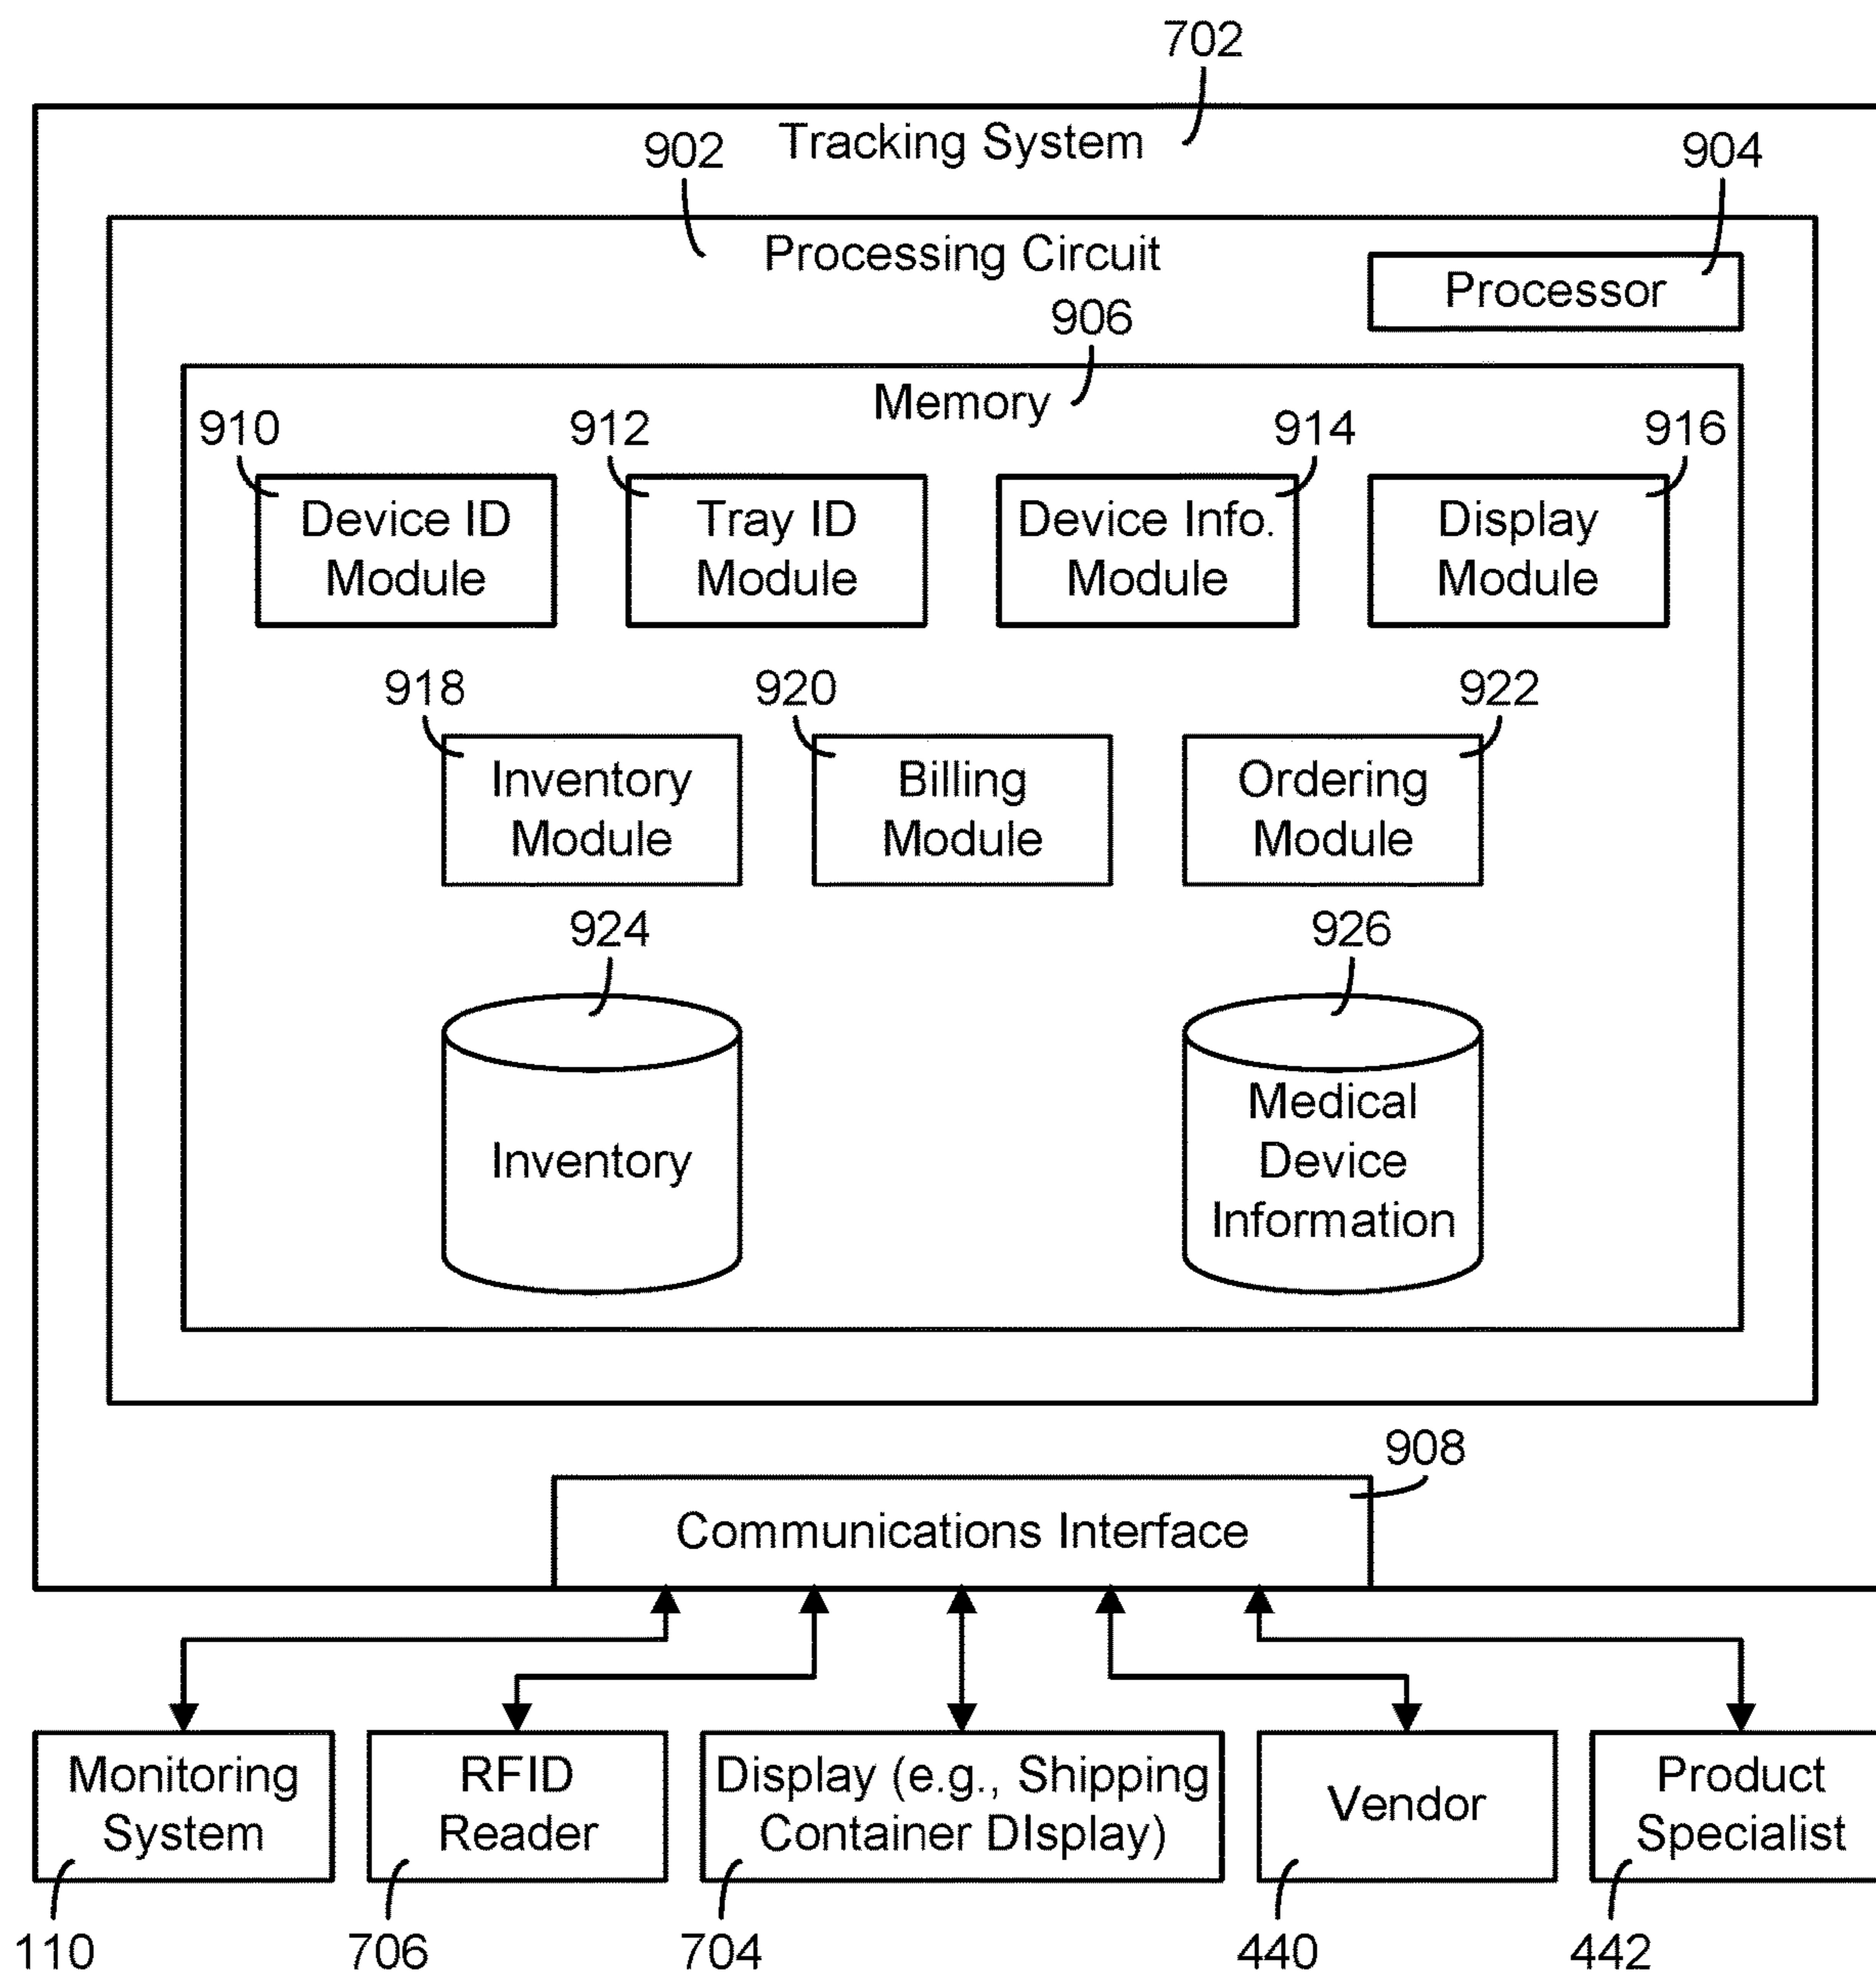 702
Tracking System
902
904
Processing Circuit
Processor
906
Memory
910
912
914
916
Device ID
Module
Tray ID
Module
Device Info.
Module
Display
Module
918
920
922
Inventory
Module
Billing
Module
Ordering
Module
924
926
Inventory
Medical
Device
Information
908
Communications Interface
Monitoring
System
RFID
Reader
Display (e.g., Shipping
Container DIsplay)
Vendor
Product
Specialist
110
706
704
440
442